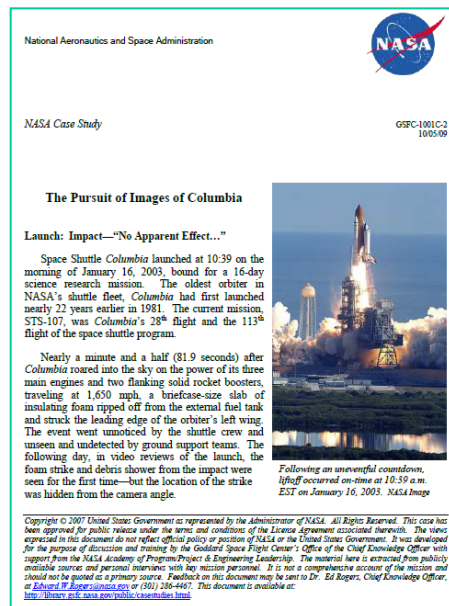 National Aeronautics and Space Administration
NASA
NASA Case Study
GSFC-1001C-2
10/05/09
The Pursuit of Images of Columbia
Launch: Impact—“No Apparent Effect…”
Space Shuttle Columbia launched at 10:39 on the
morning of January 16, 2003, bound for a 16-day
science research mission. The oldest orbiter in
NASA's shuttle fleet, Columbia had first launched
nearly 22 years earlier in 1981. The current mission,
STS-107, was Columbia's 28th flight and the 113th
flight of the space shuttle program.
Nearly a minute and a half (81.9 seconds) after
Columbia roared into the sky on the power of its three
main engines and two flanking solid rocket boosters,
traveling at 1,650 mph, a briefcase-size slab of
insulating foam ripped off from the external fuel tank
and struck the leading edge of the orbiter's left wing.
The event went unnoticed by the shuttle crew and
unseen and undetected by ground support teams. The
following day, in video reviews of the launch, the
foam strike and debris shower from the impact were
seen for the first time—but the location of the strike
was hidden from the camera angle.
Following an uneventful countdown,
liftoff occurred on-time at 10:39 a.m.
EST on January 16, 2003. NASA Image
Copyright © 2007 United States Government as represented by the Administrator of NASA. All Rights Reserved. This case has
been approved for public release under the terms and conditions of the License Agreement associated therewith. The views
expressed in this document do not reflect official policy or position of NASA or the United States Government. It was developed
for the purpose of discussion and training by the Goddard Space Flight Center's Office of the Chief Knowledge Officer with
support from the NASA Academy of Program/Project & Engineering Leadership. The material here is extracted from publicly
available sources and personal interviews with key mission personnel. It is not a comprehensive account of the mission and
should not be quoted as a primary source. Feedback on this document may be sent to Dr. Ed Rogers, Chief Knowledge Officer,
at Edward.W.Rogers@nasa.gov or (301) 286-4467. This document is available at:
http://library.gsfc.nasa.gov/public/casestudies.html.